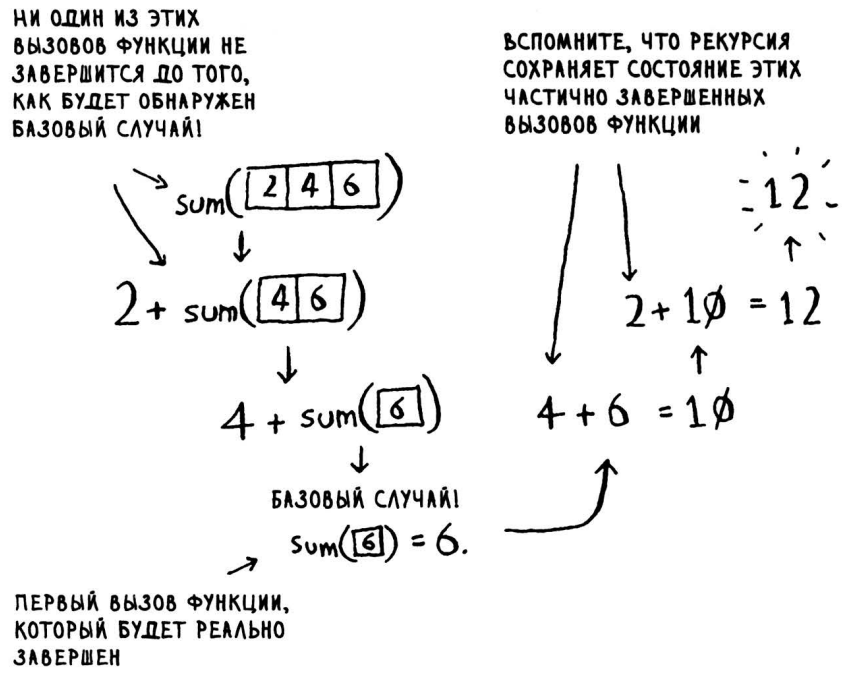 НИ ОДИН ИЗ ЭТИХ
ВЫЗОВОВ ФУНКЦИИ НЕ
ЗАВЕРШИТСЯ ДО ТОГО,
КАК БУДЕТ ОБНАРУЖЕН
БАЗОВЫЙ СЛУЧАЙ!
sum(2 4 6)
2 + sum(4 6)
4 + sum(6)
БАЗОВЫЙ СЛУЧАЙ!
sum(6) = 6.
ПЕРВЫЙ ВЫЗОВ ФУНКЦИИ,
КОТОРЫЙ БУДЕТ РЕАЛЬНО
ЗАВЕРШЕН
ВСПОМНИТЕ, ЧТО РЕКУРСИЯ
СОХРАНЯЕТ СОСТОЯНИЕ ЭТИХ
ЧАСТИЧНО ЗАВЕРШЕННЫХ
ВЫЗОВОВ ФУНКЦИИ
12
2 + 10 = 12
4 + 6 = 10